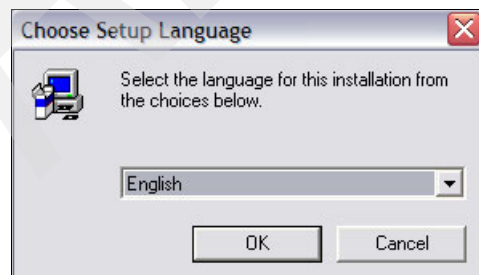 Choose Setup Language
Select the language for this installation from
the choices below.
English
OK
Cancel